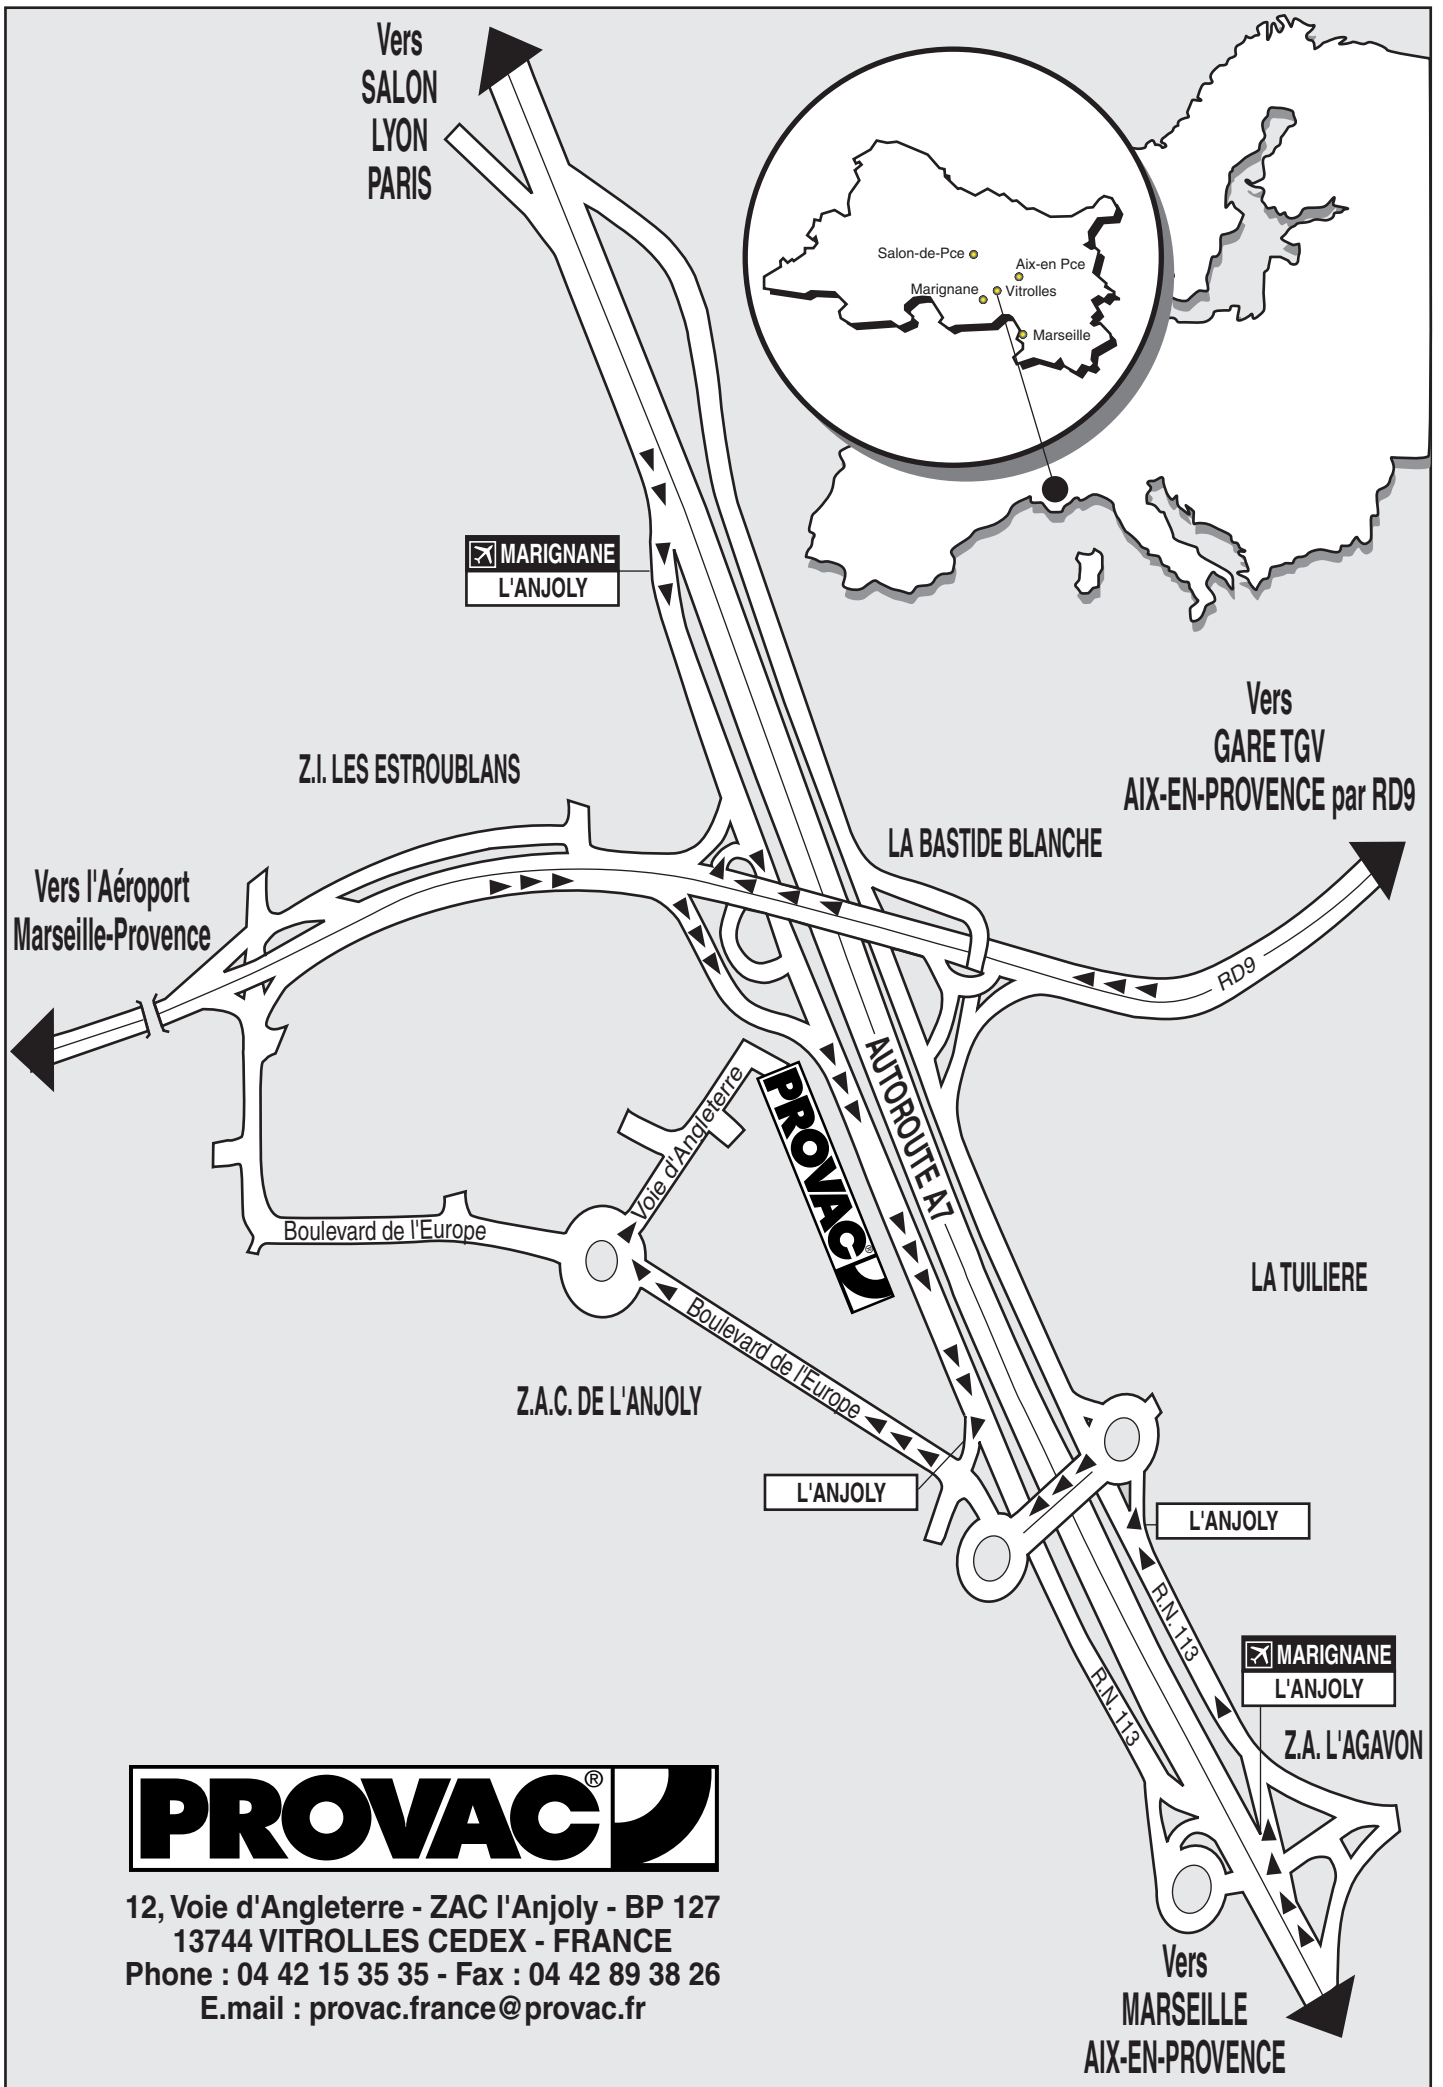 Vers
SALON
LYON
PARIS
Salon-de-Pce
Aix-en Pce
Marignane
Vitrolles
Marseille
MARIGNANE
L'ANJOLY
Vers
GARE TGV
AIX-EN-PROVENCE par RD9
Z.I. LES ESTROUBLANS
LA BASTIDE BLANCHE
Vers l'Aéroport
Marseille-Provence
RD9
AUTOROUTE A7
Voie d'Angleterre
PROVAC®
Boulevard de l'Europe
LA TUILIERE
Boulevard de l'Europe
Z.A.C. DE L'ANJOLY
L'ANJOLY
L'ANJOLY
R.N. 113
R.N. 113
MARIGNANE
L'ANJOLY
Z.A. L'AGAVON
PROVAC®
12, Voie d'Angleterre - ZAC l'Anjoly - BP 127
13744 VITROLLES CEDEX - FRANCE
Phone : 04 42 15 35 35 - Fax : 04 42 89 38 26
E.mail : provac.france@provac.fr
Vers
MARSEILLE
AIX-EN-PROVENCE